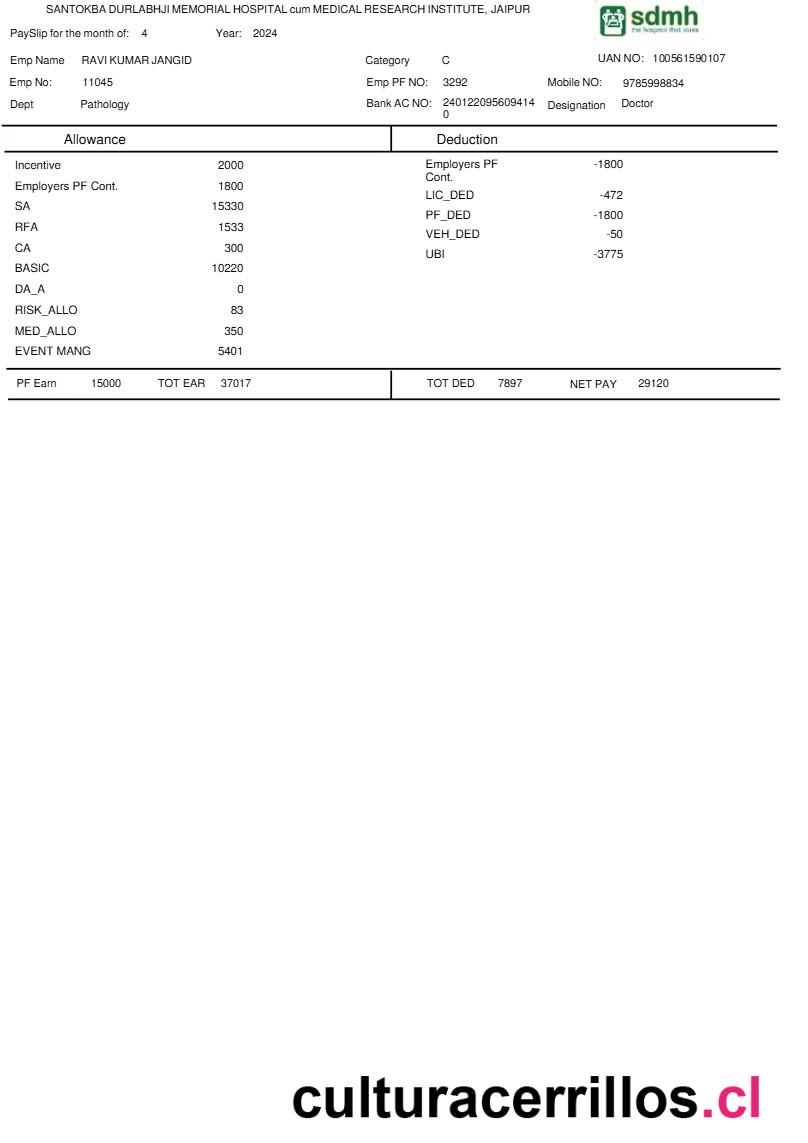 SANTOKBA DURLABHJI MEMORIAL HOSPITAL cum MEDICAL RESEARCH INSTITUTE, JAIPUR
sdmh
the hospital that cares
PaySlip for the month of: 4 Year: 2024
Emp Name RAVI KUMAR JANGID Category C UAN NO: 100561590107
Emp No: 11045 Emp PF NO: 3292 Mobile NO: 9785998834
Dept Pathology Bank AC NO: 240122095609414 Designation Doctor
0
Allowance Deduction
Incentive 2000 Employers PF -1800
Cont.
Employers PF Cont. 1800 LIC_DED -472
SA 15330 PF_DED -1800
RFA 1533 VEH_DED -50
CA 300 UBI -3775
BASIC 10220
DA_A 0
RISK_ALLO 83
MED_ALLO 350
EVENT MANG 5401
PF Earn 15000 TOT EAR 37017 TOT DED 7897 NET PAY 29120
culturacerrillos.cl